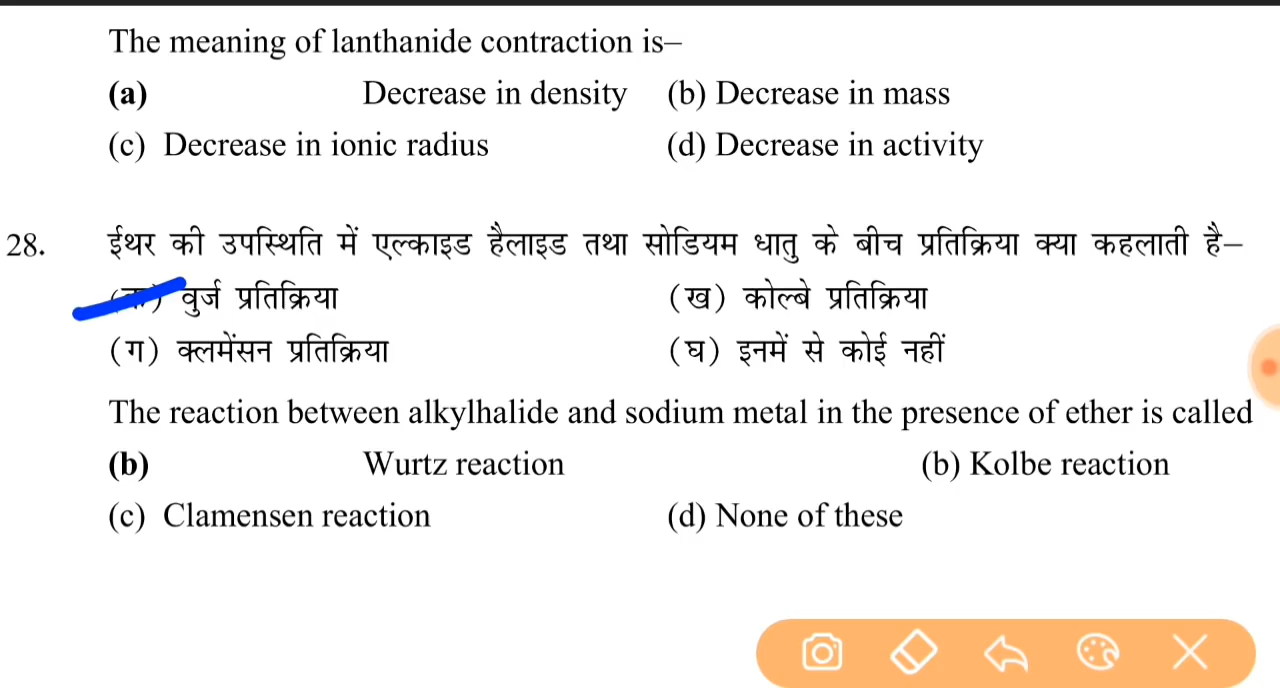 The meaning of lanthanide contraction is–
(a) Decrease in density (b) Decrease in mass
(c) Decrease in ionic radius (d) Decrease in activity
28. ईथर की उपस्थिति में एल्काइड हैलाइड तथा सोडियम धातु के बीच प्रतिक्रिया क्या कहलाती है–
(क) वुर्ज प्रतिक्रिया (ख) कोल्बे प्रतिक्रिया
(ग) क्लमेंसन प्रतिक्रिया (घ) इनमें से कोई नहीं
The reaction between alkylhalide and sodium metal in the presence of ether is called
(b) Wurtz reaction (b) Kolbe reaction
(c) Clamensen reaction (d) None of these